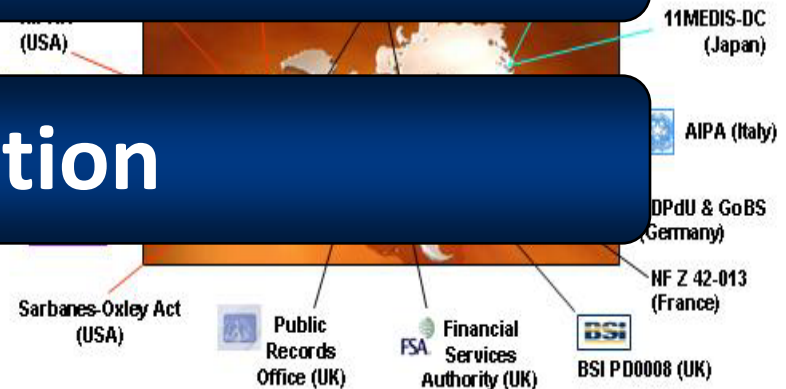 (USA)
11MEDIS-DC
(Japan)
tion
AIPA (Italy)
DPdU & GoBS
(Germany)
NF Z 42-013
(France)
Sarbanes-Oxley Act
(USA)
Public
Records
Office (UK)
FSA
Financial
Services
Authority (UK)
BSI
BSI PD0008 (UK)